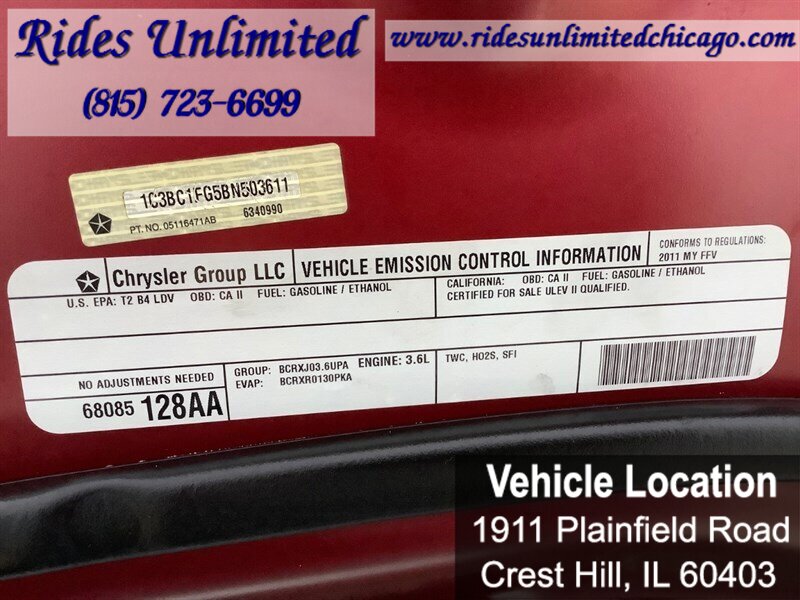 Rides Unlimited
(815) 723-6699
www.ridesunlimitedchicago.com
1C3BC1FG5BN503611
6340990
PT. NO. 05116471AB
Chrysler Group LLC
VEHICLE EMISSION CONTROL INFORMATION
CONFORMS TO REGULATIONS:
2011 MY FFV
U.S. EPA: T2 B4 LDV OBD: CA II FUEL: GASOLINE / ETHANOL
CALIFORNIA: OBD: CA II FUEL: GASOLINE / ETHANOL
CERTIFIED FOR SALE ULEV II QUALIFIED.
NO ADJUSTMENTS NEEDED
68085 128AA
GROUP: BCRXJ03.6UPA ENGINE: 3.6L
EVAP: BCRXR0130PKA
TWC, HO2S, SFI
Vehicle Location
1911 Plainfield Road
Crest Hill, IL 60403